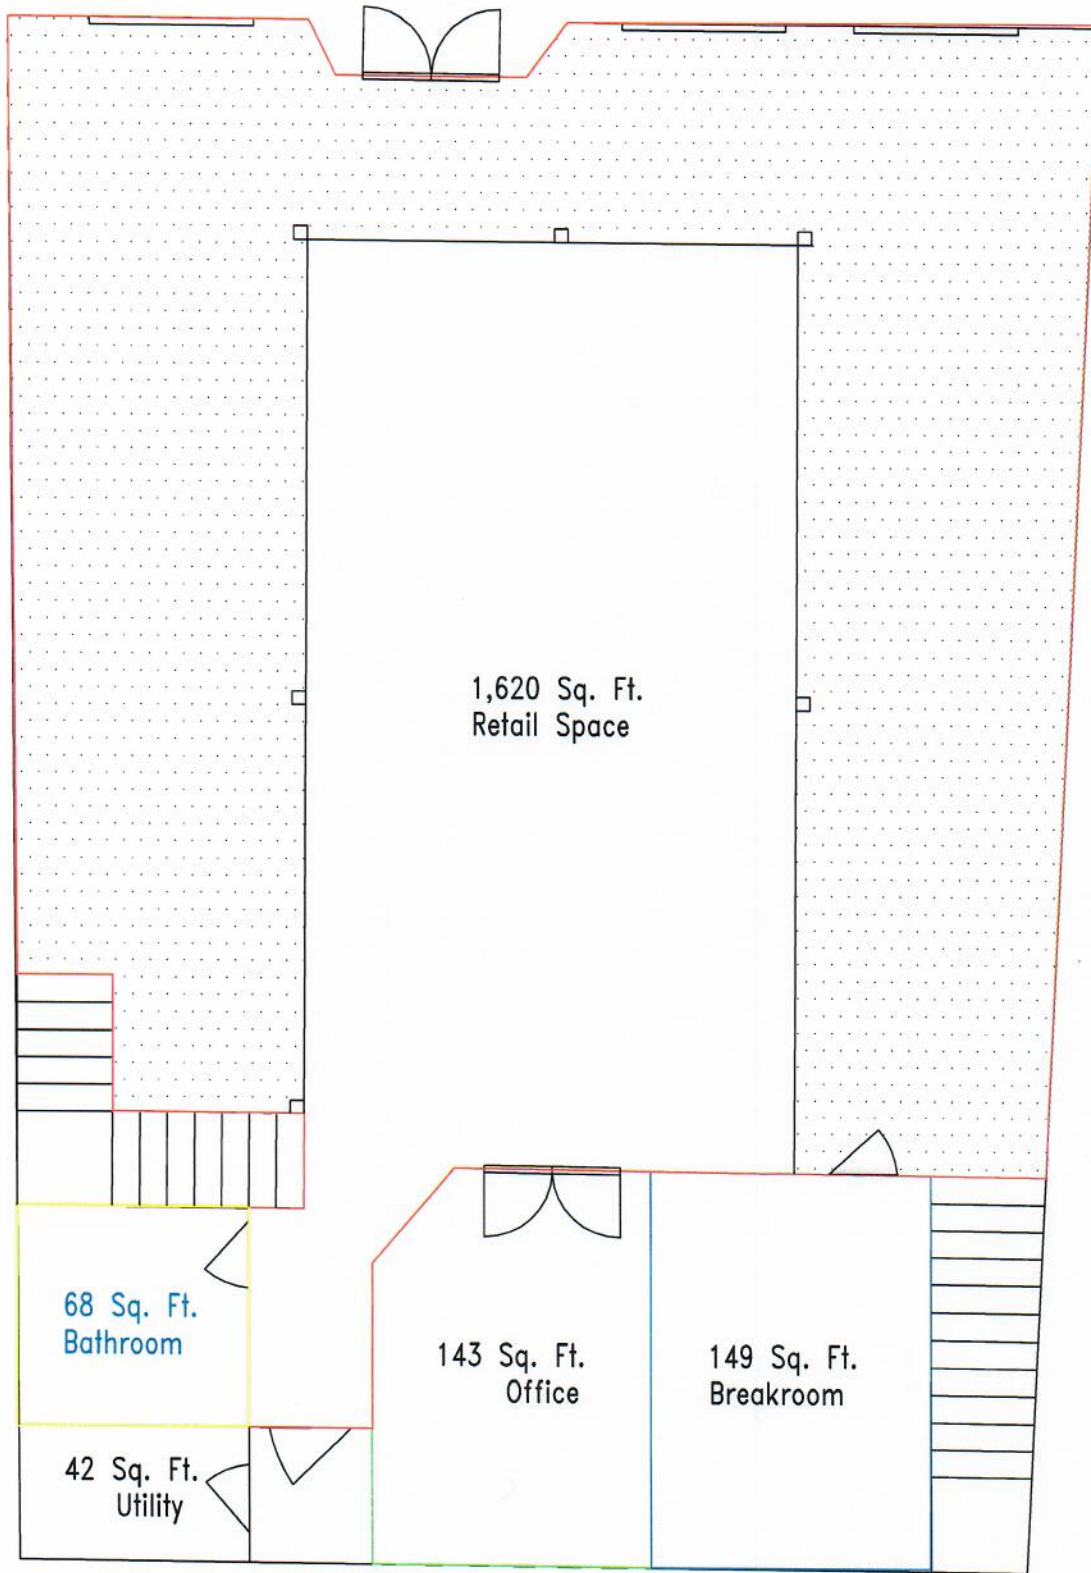 1,620 Sq. Ft.
Retail Space
68 Sq. Ft.
Bathroom
143 Sq. Ft.
Office
149 Sq. Ft.
Breakroom
42 Sq. Ft.
Utility